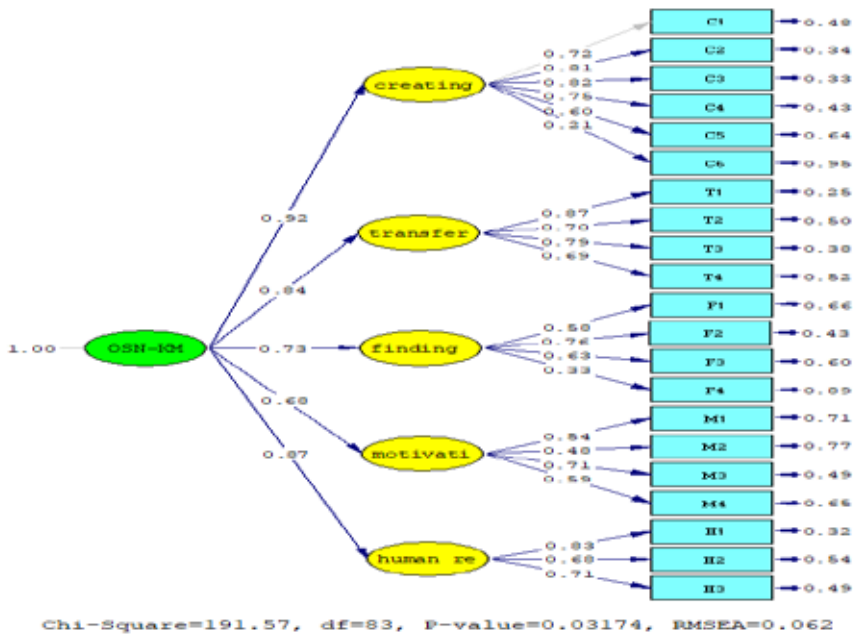 C1
0.48
0.72
C2
0.34
0.81
creating
C3
0.33
0.82
C4
0.43
0.75
C5
0.64
0.60
C6
0.95
0.21
T1
0.25
0.87
0.92
transfer
T2
0.50
0.70
T3
0.38
0.79
T4
0.52
0.69
0.84
F1
0.66
0.58
1.00
OSN-KM
0.73
finding
F2
0.43
0.76
F3
0.60
0.63
F4
0.89
0.33
0.68
M1
0.71
0.54
motivati
M2
0.77
0.48
M3
0.49
0.71
M4
0.65
0.59
0.87
H1
0.32
0.83
human re
H2
0.54
0.68
H3
0.49
0.71
Chi-Square=191.57, df=83, P-value=0.03174, RMSEA=0.062